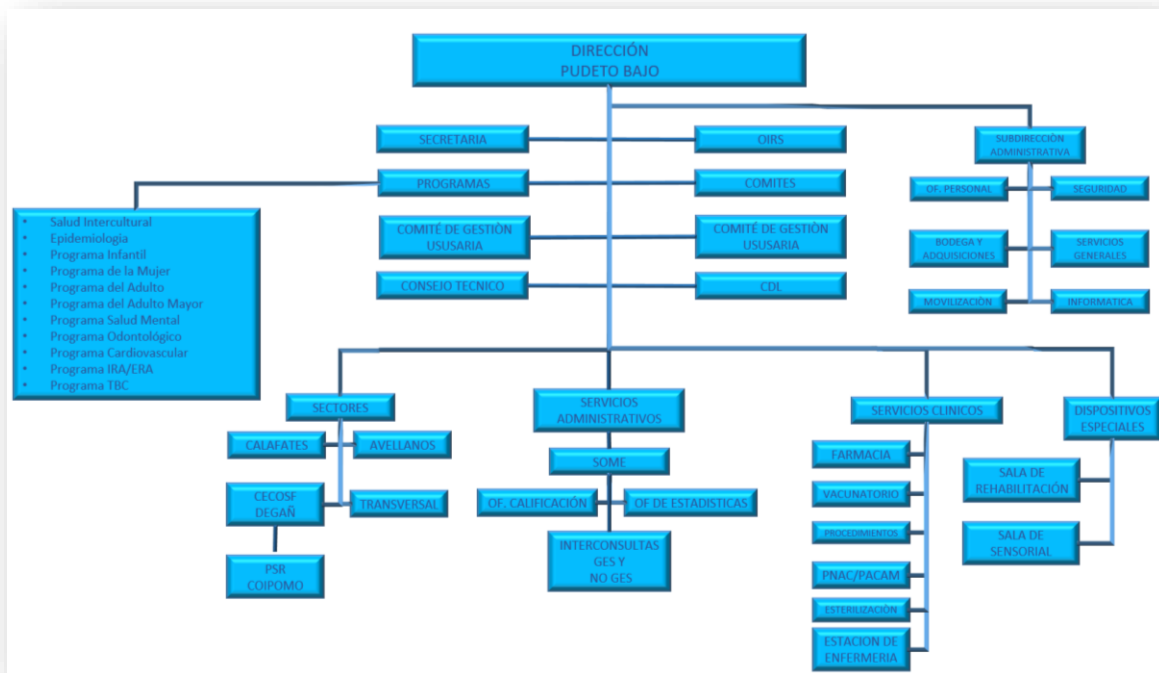 DIRECCIÓN
PUDETO BAJO
SECRETARIA
OIRS
SUBDIRECCIÒN
ADMINISTRATIVA
PROGRAMAS
COMITES
OF. PERSONAL
SEGURIDAD
• Salud Intercultural
• Epidemiologia
• Programa Infantil
• Programa de la Mujer
• Programa del Adulto
• Programa del Adulto Mayor
• Programa Salud Mental
• Programa Odontológico
• Programa Cardiovascular
• Programa IRA/ERA
• Programa TBC
COMITÉ DE GESTIÒN
USUSARIA
COMITÉ DE GESTIÒN
USUSARIA
BODEGA Y
ADQUISICIONES
SERVICIOS
GENERALES
CONSEJO TECNICO
CDL
MOVILIZACIÒN
INFORMATICA
SECTORES
SERVICIOS
ADMINISTRATIVOS
SERVICIOS CLINICOS
DISPOSITIVOS
ESPECIALES
CALAFATES
AVELLANOS
SOME
FARMACIA
SALA DE
REHABILITACIÓN
CECOSF
DEGAÑ
TRANSVERSAL
OF. CALIFICACIÓN
OF DE ESTADISTICAS
VACUNATORIO
PROCEDIMIENTOS
SALA DE
SENSORIAL
PSR
COIPOMO
INTERCONSULTAS
GES Y
NO GES
PNAC/PACAM
ESTERILIZACIÒN
ESTACION DE
ENFERMERIA